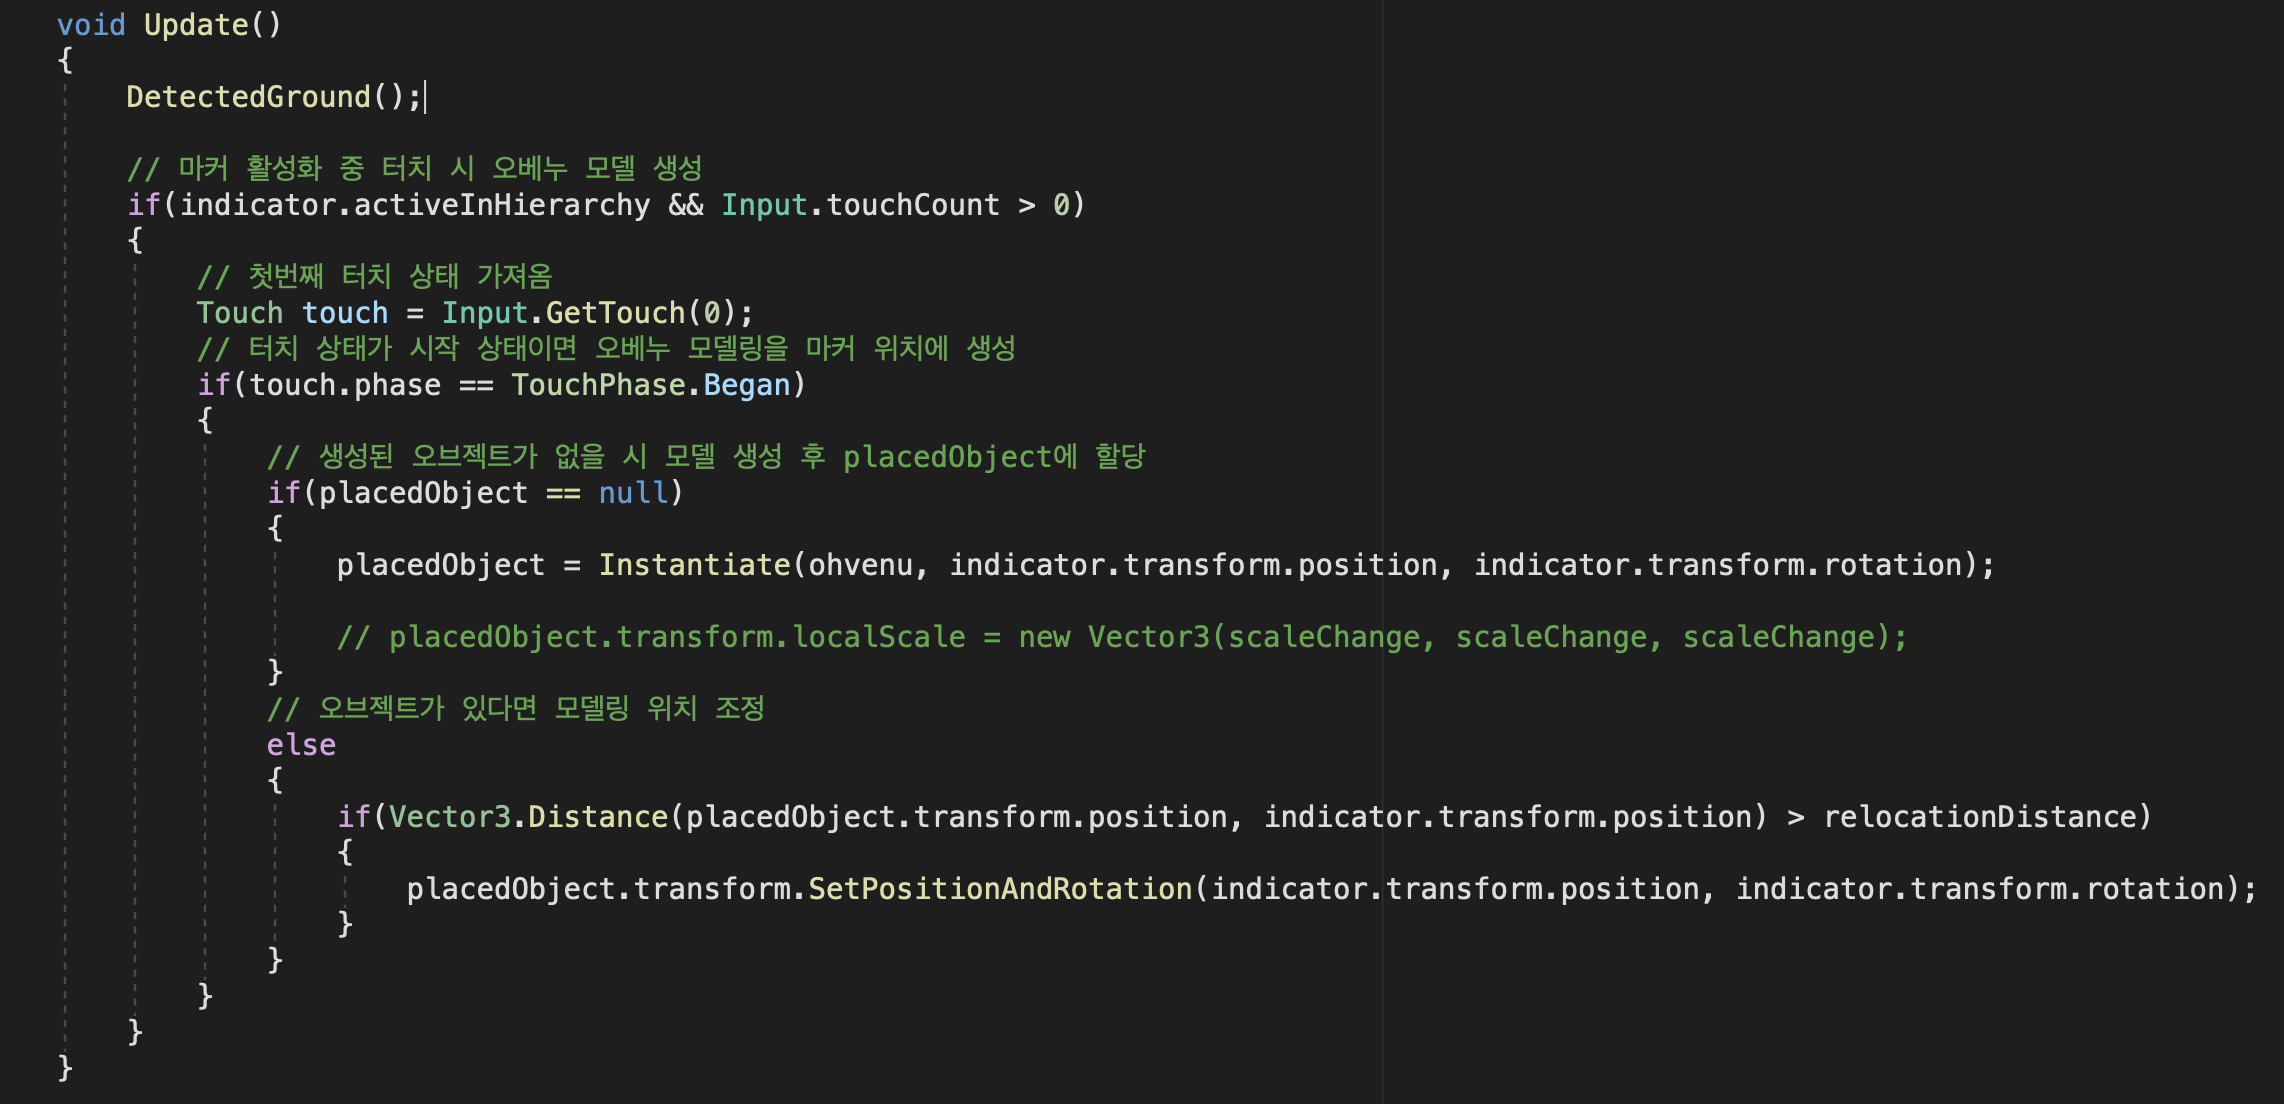 void Update()
{
DetectedGround();
// 마커 활성화 중 터치 시 오베누 모델 생성
if(indicator.activeInHierarchy && Input.touchCount > 0)
{
// 첫번째 터치 상태 가져옴
Touch touch = Input.GetTouch(0);
// 터치 상태가 시작 상태이면 오베누 모델링을 마커 위치에 생성
if(touch.phase == TouchPhase.Began)
{
// 생성된 오브젝트가 없을 시 모델 생성 후 placedObject에 할당
if(placedObject == null)
{
placedObject = Instantiate(ohvenu, indicator.transform.position, indicator.transform.rotation);
// placedObject.transform.localScale = new Vector3(scaleChange, scaleChange, scaleChange);
}
// 오브젝트가 있다면 모델링 위치 조정
else
{
if(Vector3.Distance(placedObject.transform.position, indicator.transform.position) > relocationDistance)
{
placedObject.transform.SetPositionAndRotation(indicator.transform.position, indicator.transform.rotation);
}
}
}
}
}